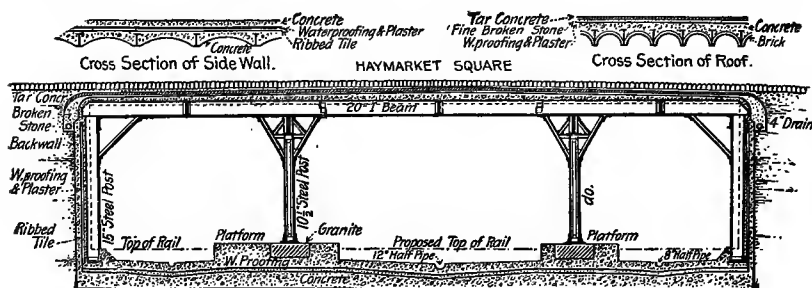 Concrete
Waterproofing & Plaster
Ribbed Tile
Concrete
Cross Section of Side Wall.
HAYMARKET SQUARE
Tar Concrete
Fine Broken Stone
W.proofing & Plaster
Concrete
Brick
Cross Section of Roof.
Tar Concr
Broken
Stone
Backwall
W.proofing
& Plaster
Ribbed
Tile
20" I Beam
4" Drain
15" Steel Post
10½ Steel Post
do.
Top of Rail
Platform
Granite
W. Proofing
Proposed Top of Rail
12" Half Pipe
Platform
8" Half Pipe
Concrete